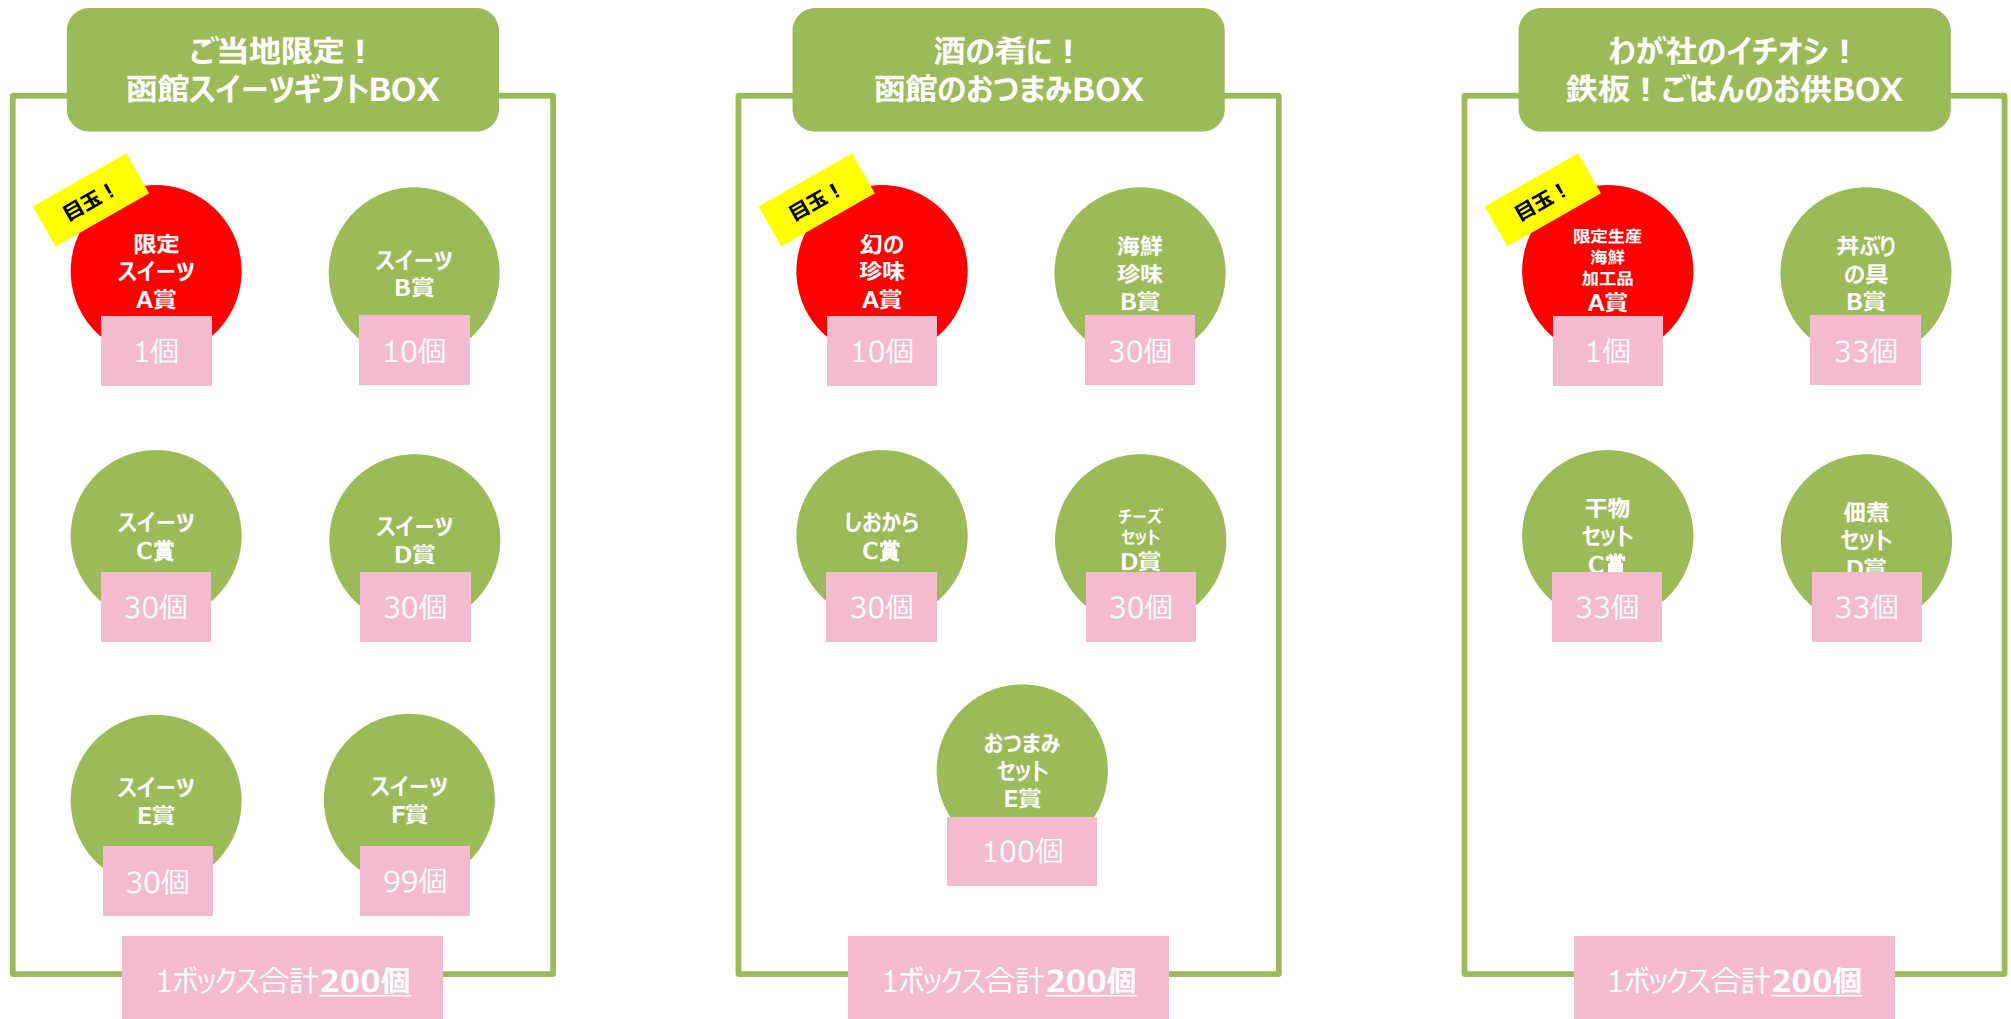 ご当地限定！
函館スイーツギフトBOX
目玉！
限定
スイーツ
A賞
1個
スイーツ
B賞
10個
スイーツ
C賞
30個
スイーツ
D賞
30個
スイーツ
E賞
30個
スイーツ
F賞
99個
1ボックス合計200個
酒の肴に！
函館のおつまみBOX
目玉！
幻の
珍味
A賞
10個
海鮮
珍味
B賞
30個
しおから
C賞
30個
チーズ
セット
D賞
30個
おつまみ
セット
E賞
100個
1ボックス合計200個
わが社のイチオシ！
鉄板！ごはんのお供BOX
目玉！
限定生産
海鮮
加工品
A賞
1個
丼ぶり
の具
B賞
33個
干物
セット
C賞
33個
佃煮
セット
D賞
33個
1ボックス合計200個